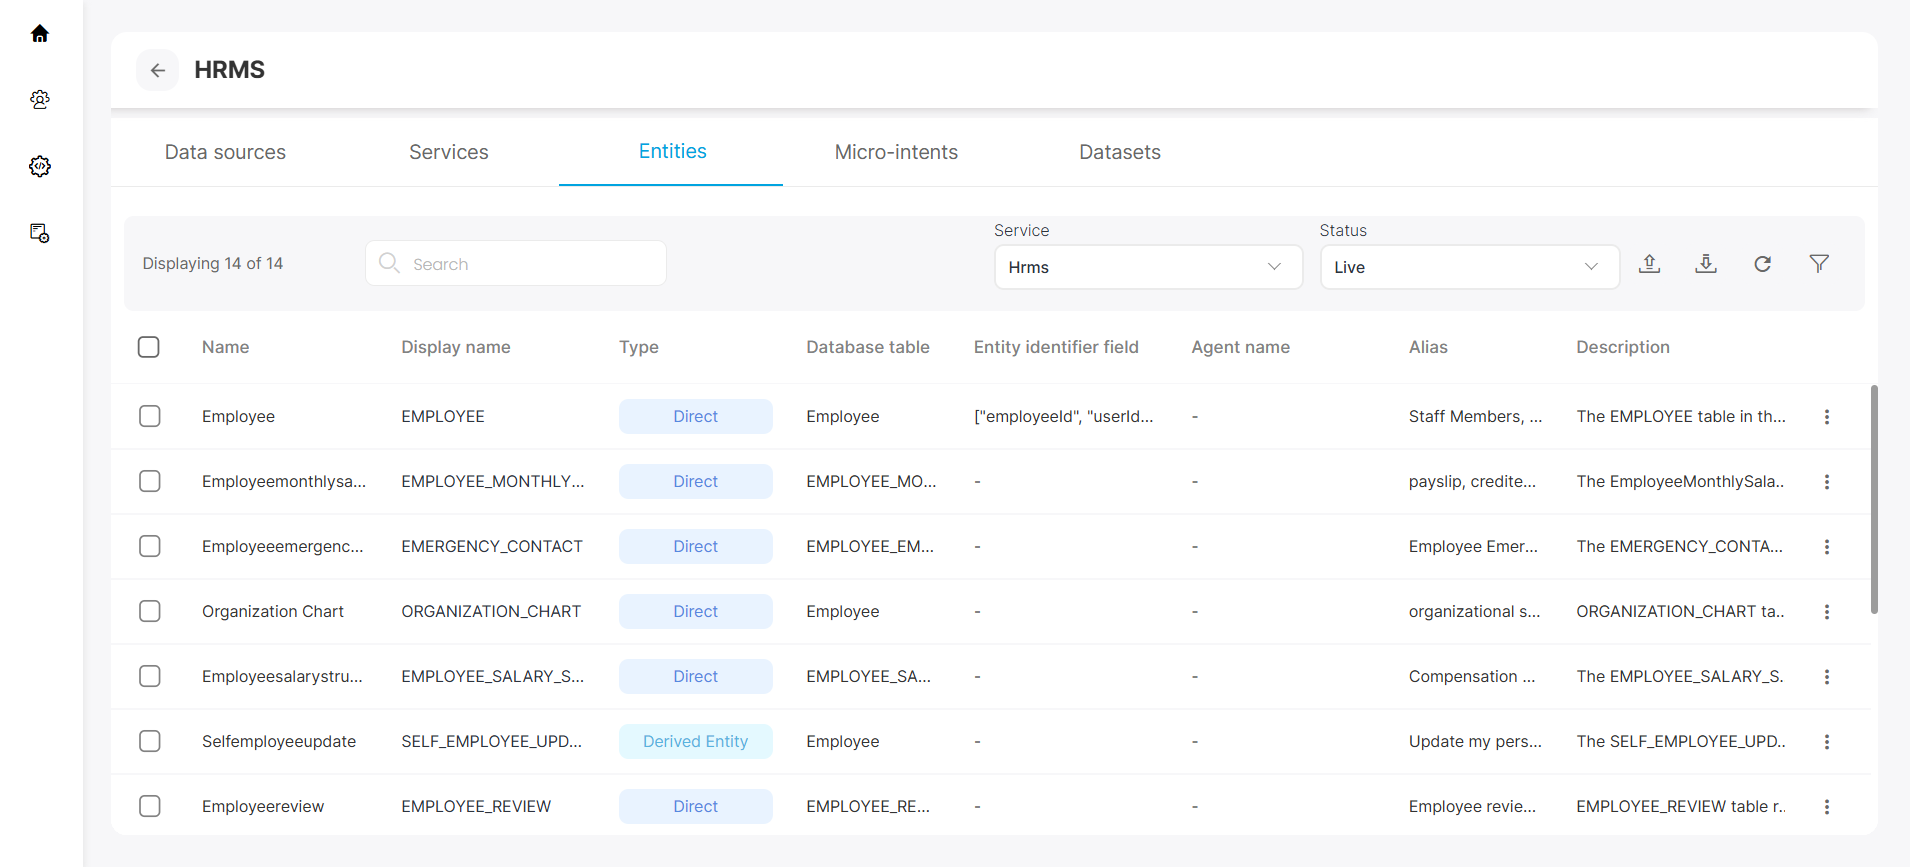 HRMS
Data sources Services Entities Micro-intents Datasets
Service Status
Displaying 14 of 14 Search Hrms Live
Name Display name Type Database table Entity identifier field Agent name Alias Description
Employee EMPLOYEE Direct Employee ["employeeId", "userId... - Staff Members, ... The EMPLOYEE table in th...
Employeemonthlysa... EMPLOYEE_MONTHLY... Direct EMPLOYEE_MO... - - payslip, credite... The EmployeeMonthlySala..
Employeeemergenc... EMERGENCY_CONTACT Direct EMPLOYEE_EM... - - Employee Emer... The EMERGENCY_CONTA...
Organization Chart ORGANIZATION_CHART Direct Employee - - organizational s... ORGANIZATION_CHART ta..
Employeesalarystru... EMPLOYEE_SALARY_S... Direct EMPLOYEE_SA... - - Compensation ... The EMPLOYEE_SALARY_S.
Selfemployeeupdate SELF_EMPLOYEE_UPD... Derived Entity Employee - - Update my pers... The SELF_EMPLOYEE_UPD..
Employeereview EMPLOYEE_REVIEW Direct EMPLOYEE_RE... - - Employee revie... EMPLOYEE_REVIEW table r..